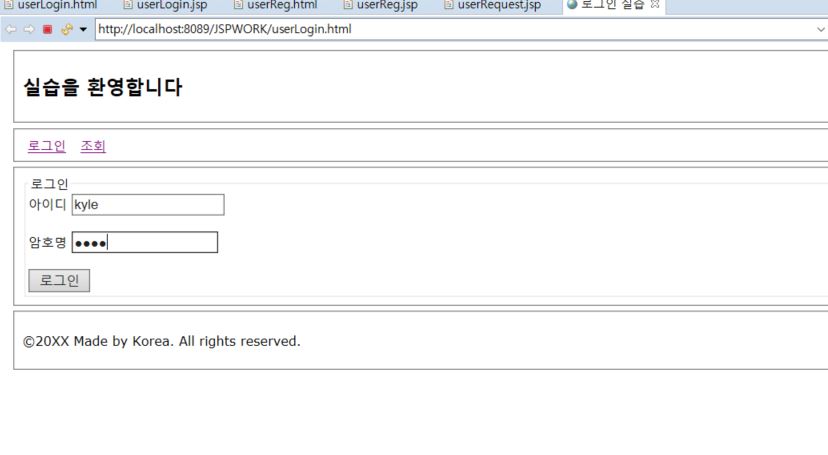 userLogin.html userLogin.jsp userReg.html userReg.jsp userRequest.jsp 로그인 실습
http://localhost:8089/JSPWORK/userLogin.html
실습을 환영합니다
로그인 조회
로그인
아이디 kyle
암호명 ●●●●
로그인
©20XX Made by Korea. All rights reserved.